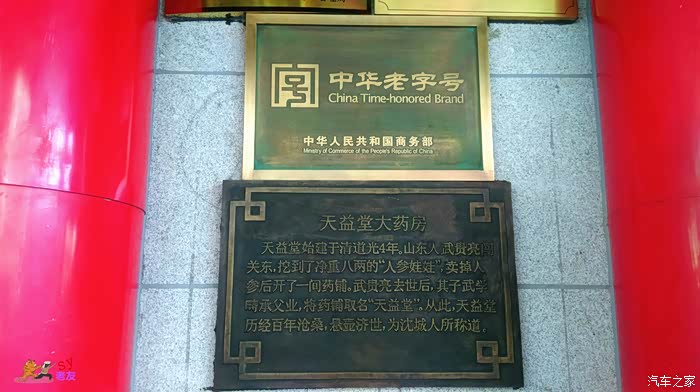 中华老字号
China Time-honored Brand
中华人民共和国商务部
Ministry of Commerce of the People's Republic of China
天益堂大药房
天益堂始建于清道光4年。山东人武贵亮闯
关东，挖到了净重八两的“人参娃娃”，卖掉人
参后开了一间药铺。武贵亮去世后，其子武学
畴承父业，将药铺取名“天益堂”。从此，天益堂
历经百年沧桑，悬壶济世，为沈城人所称道。
SY
老友
汽车之家